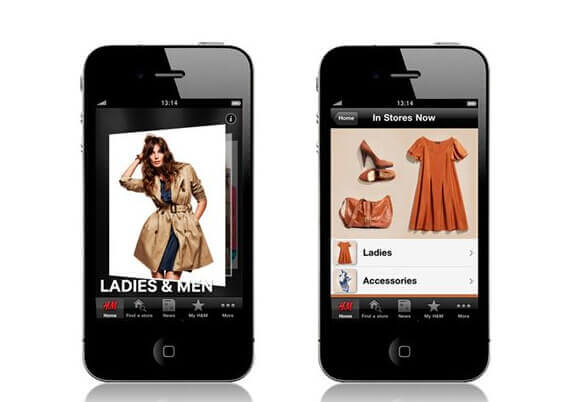 13:14
LADIES & MEN
H&M
Home
Find a store
News
My H&M
More
13:14
Home
In Stores Now
Ladies
Accessories
H&M
Home
Find a store
News
My H&M
More